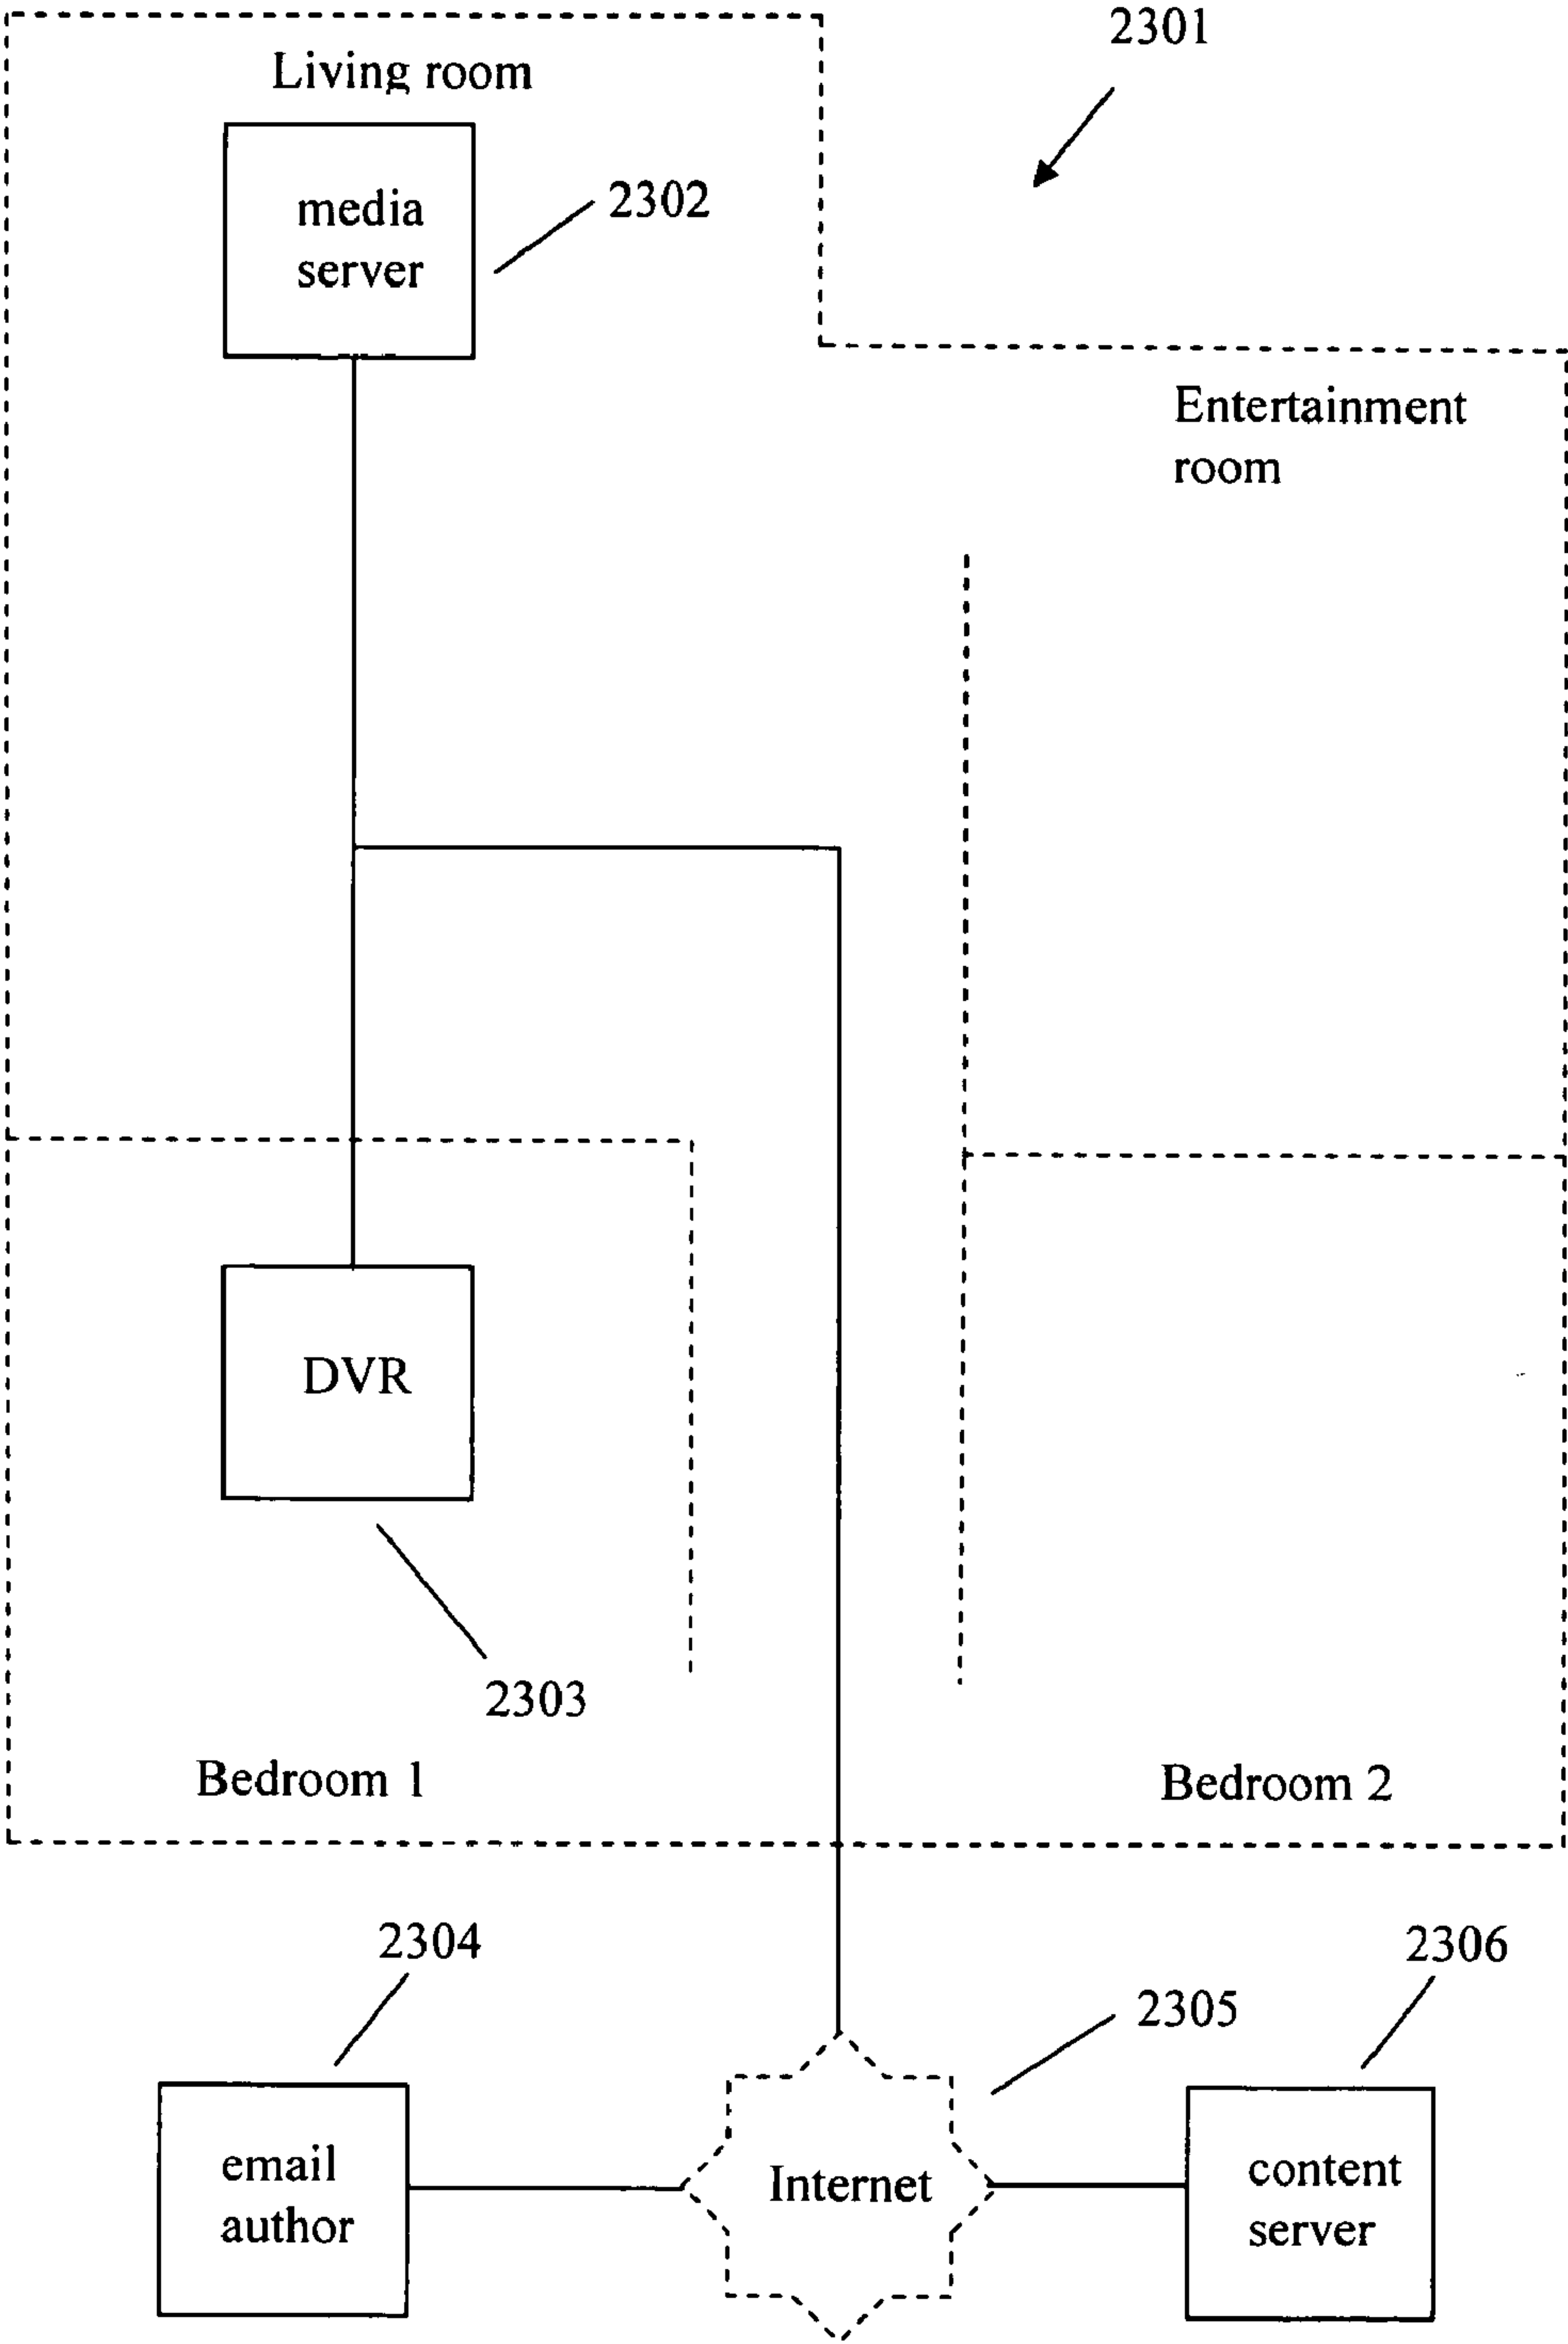 2301
Living room
media
server
2302
Entertainment
room
DVR
2303
Bedroom 1
Bedroom 2
2304
2306
2305
email
author
Internet
content
server